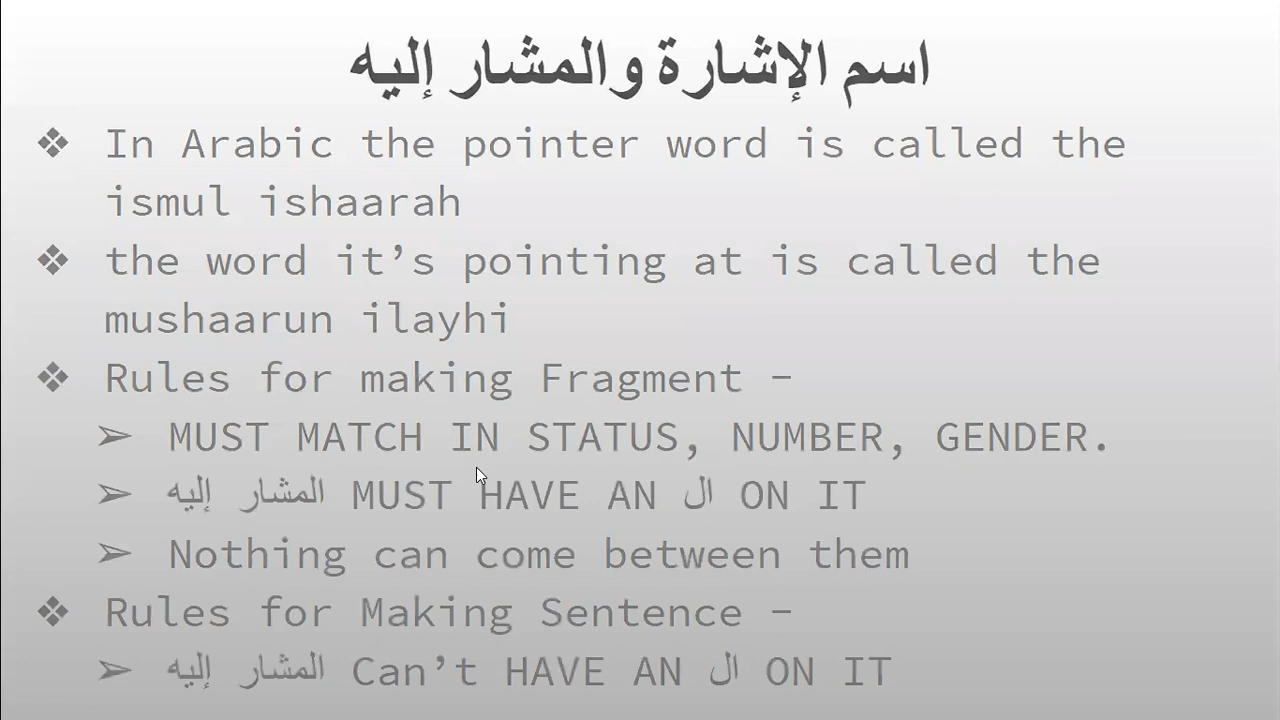 اسم الإشارة والمشار إليه
❖ In Arabic the pointer word is called the
ismul ishaarah
❖ the word it’s pointing at is called the
mushaarun ilayhi
❖ Rules for making Fragment –
➢ MUST MATCH IN STATUS, NUMBER, GENDER.
➢ المشار إليه MUST HAVE AN ال ON IT
➢ Nothing can come between them
❖ Rules for Making Sentence –
➢ المشار إليه Can’t HAVE AN ال ON IT